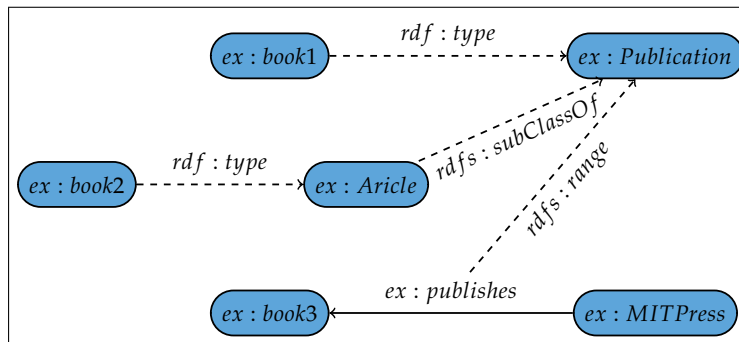 rdf : type
ex : book1
ex : Publication
rdfs : subClassOf
rdf : type
ex : book2
ex : Aricle
rdfs : range
ex : publishes
ex : book3
ex : MITPress